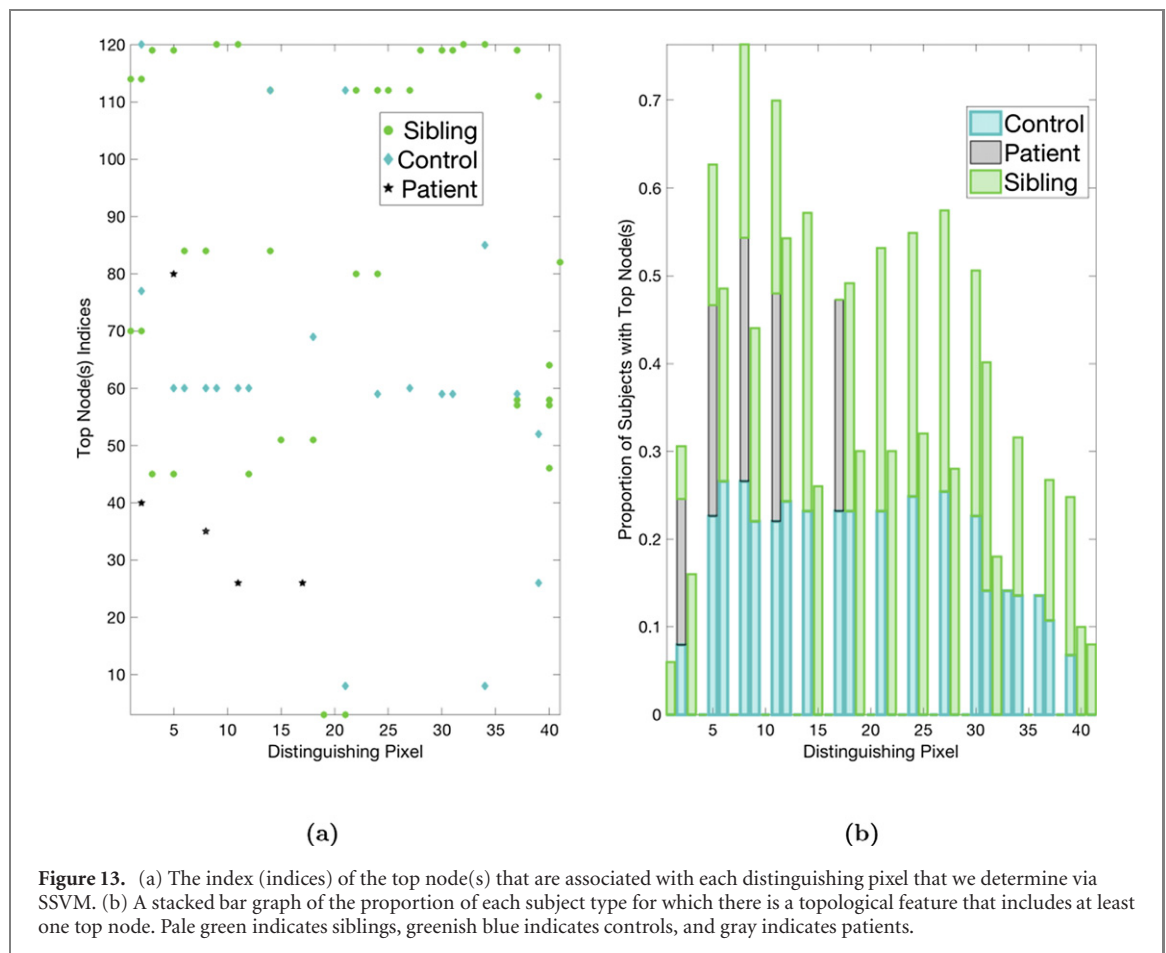 120
110
100
90
80
70
60
50
40
30
20
10
Top Node(s) Indices
Sibling
Control
Patient
5 10 15 20 25 30 35 40
Distinguishing Pixel
(a)
0.7
0.6
0.5
0.4
0.3
0.2
0.1
0
Proportion of Subjects with Top Node(s)
Control
Patient
Sibling
5 10 15 20 25 30 35 40
Distinguishing Pixel
(b)
Figure 13. (a) The index (indices) of the top node(s) that are associated with each distinguishing pixel that we determine via
SSVM. (b) A stacked bar graph of the proportion of each subject type for which there is a topological feature that includes at least
one top node. Pale green indicates siblings, greenish blue indicates controls, and gray indicates patients.